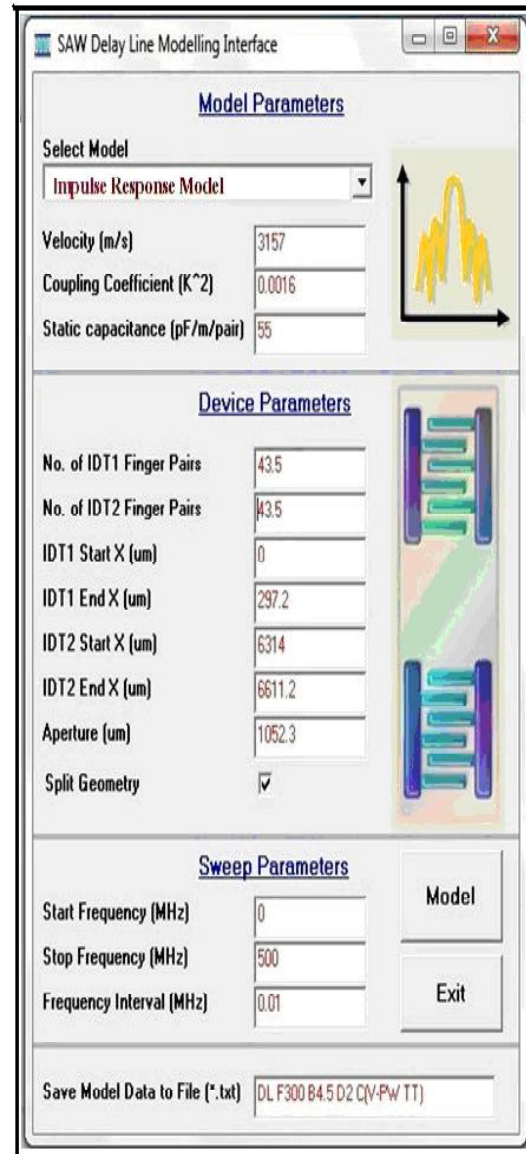 SAW Delay Line Modelling Interface
Model Parameters
Select Model
Impulse Response Model
Velocity (m/s) 3157
Coupling Coefficient (K^2) 0.0016
Static capacitance (pF/m/pair) 55
Device Parameters
No. of IDT1 Finger Pairs 43.5
No. of IDT2 Finger Pairs 43.5
IDT1 Start X (um) 0
IDT1 End X (um) 297.2
IDT2 Start X (um) 6314
IDT2 End X (um) 6611.2
Aperture (um) 1052.3
Split Geometry
Sweep Parameters
Start Frequency (MHz) 0
Stop Frequency (MHz) 500
Frequency Interval (MHz) 0.01
Model
Exit
Save Model Data to File (*.txt) DL F300 B4.5 D2 C(V-PW TT)